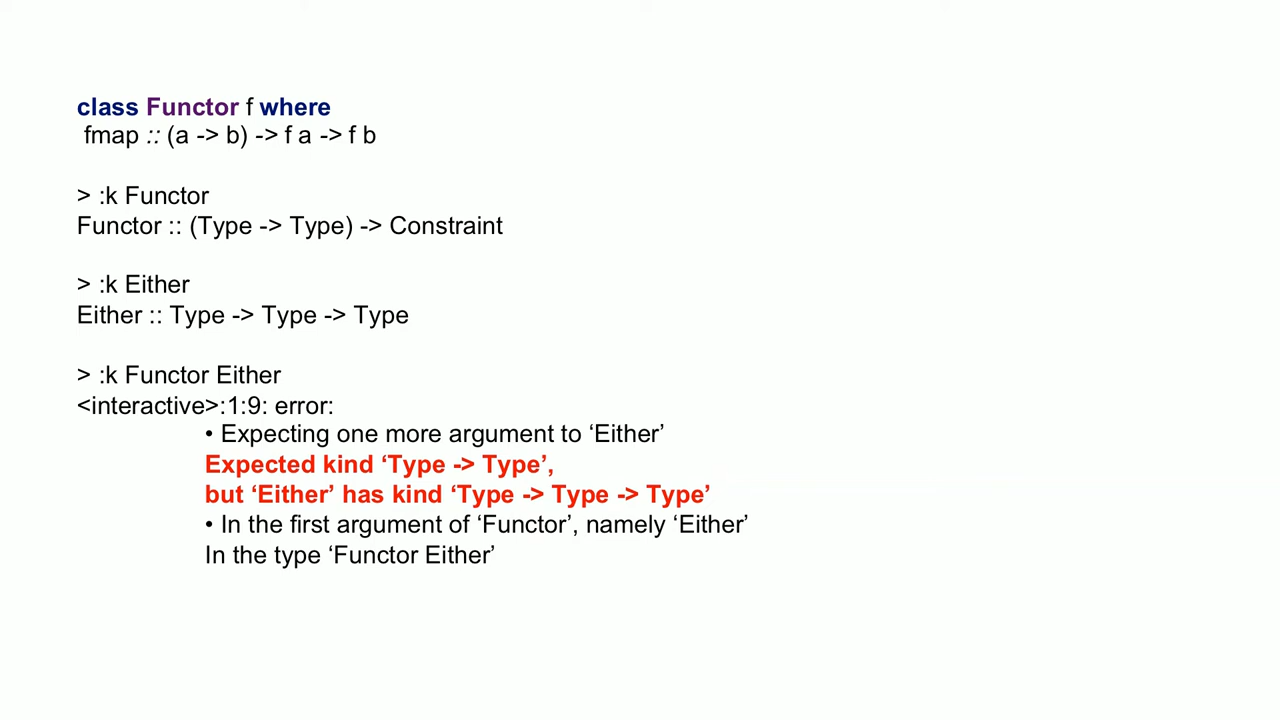 class Functor f where
fmap :: (a -> b) -> f a -> f b
> :k Functor
Functor :: (Type -> Type) -> Constraint
> :k Either
Either :: Type -> Type -> Type
> :k Functor Either
<interactive>:1:9: error:
• Expecting one more argument to ‘Either’
Expected kind ‘Type -> Type’,
but ‘Either’ has kind ‘Type -> Type -> Type’
• In the first argument of ‘Functor’, namely ‘Either’
In the type ‘Functor Either’